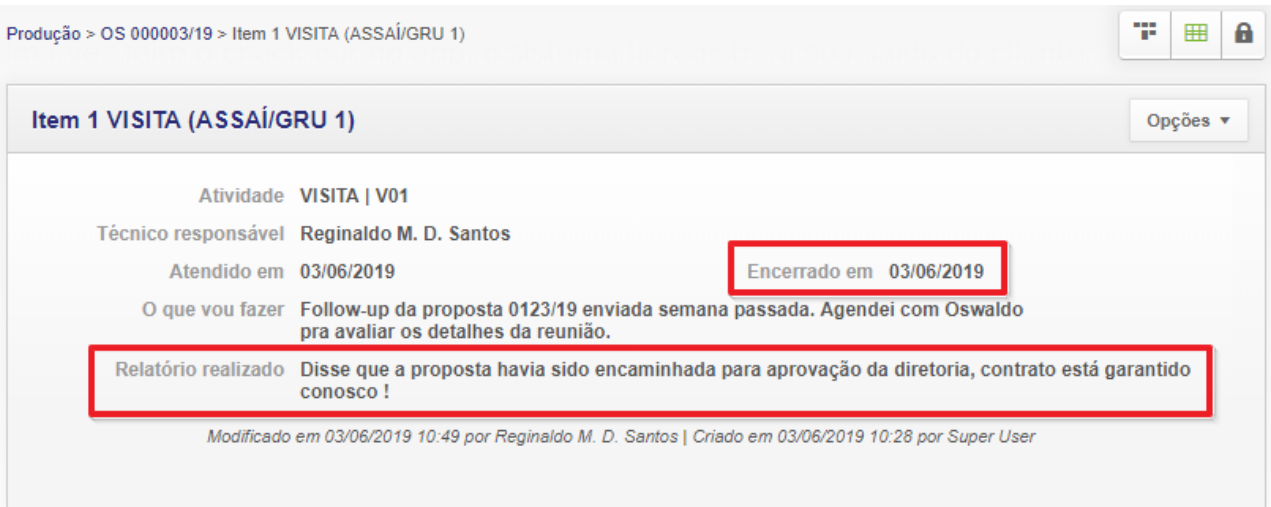 Produção > OS 000003/19 > Item 1 VISITA (ASSAÍ/GRU 1)
Item 1 VISITA (ASSAÍ/GRU 1)
Opções
Atividade VISITA | V01
Técnico responsável Reginaldo M. D. Santos
Atendido em 03/06/2019 Encerrado em 03/06/2019
O que vou fazer Follow-up da proposta 0123/19 enviada semana passada. Agendei com Oswaldo
pra avaliar os detalhes da reunião.
Relatório realizado Disse que a proposta havia sido encaminhada para aprovação da diretoria, contrato está garantido
conosco !
Modificado em 03/06/2019 10:49 por Reginaldo M. D. Santos | Criado em 03/06/2019 10:28 por Super User